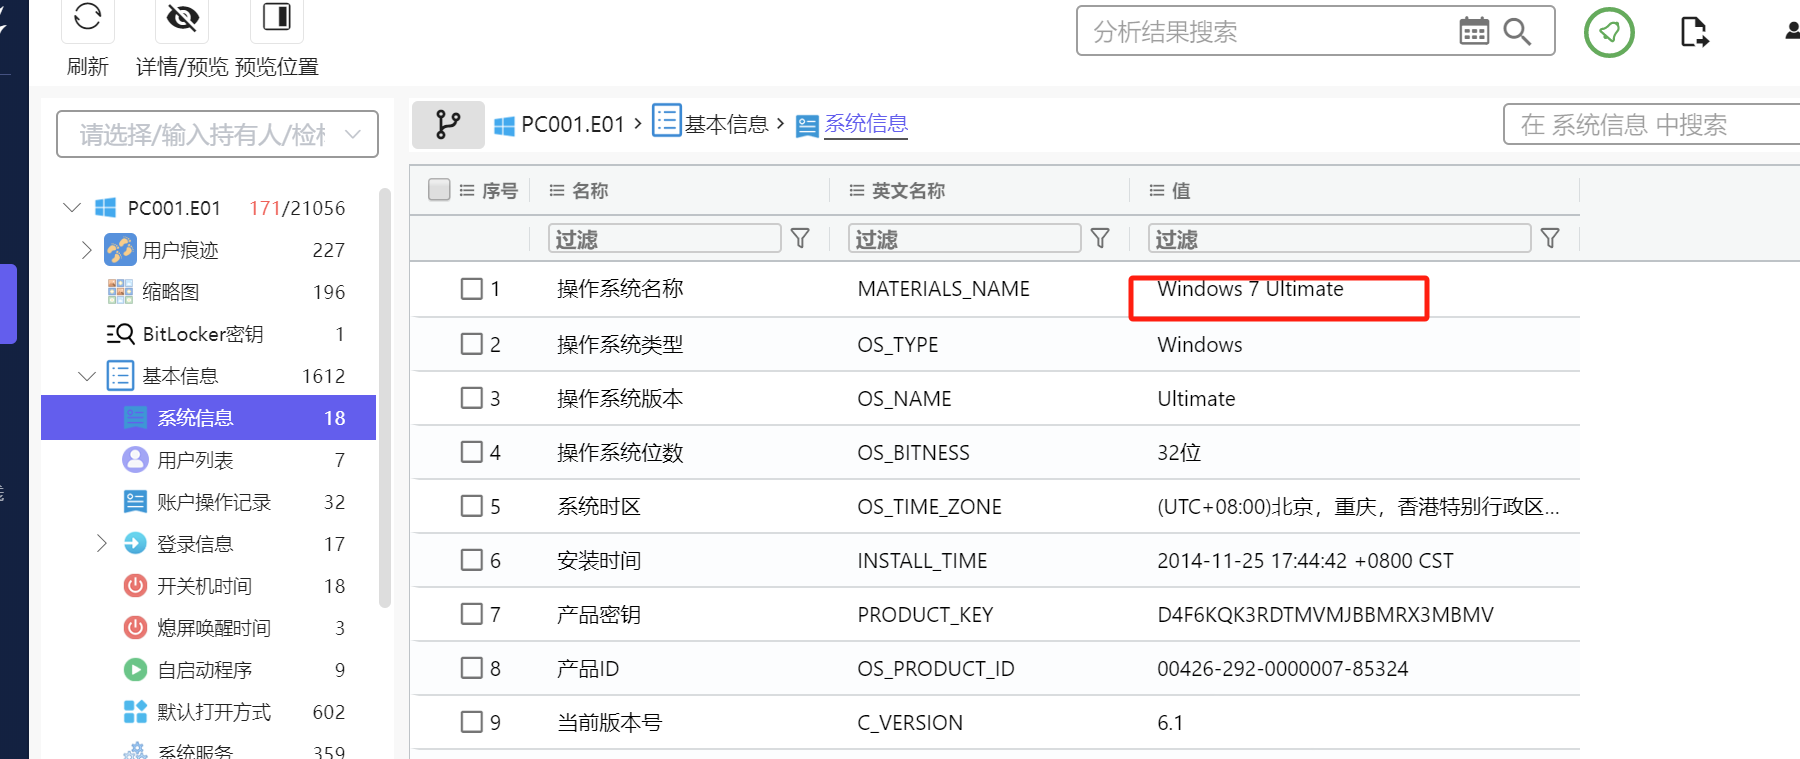 刷新
详情/预览
预览位置
分析结果搜索
请选择/输入持有人/检
PC001.E01
基本信息
系统信息
在 系统信息 中搜索
PC001.E01 171/21056
用户痕迹 227
缩略图 196
BitLocker密钥 1
基本信息 1612
系统信息 18
用户列表 7
账户操作记录 32
登录信息 17
开关机时间 18
熄屏唤醒时间 3
自启动程序 9
默认打开方式 602
系统服务 359
序号 名称 英文名称 值
过滤 过滤 过滤
1 操作系统名称 MATERIALS_NAME Windows 7 Ultimate
2 操作系统类型 OS_TYPE Windows
3 操作系统版本 OS_NAME Ultimate
4 操作系统位数 OS_BITNESS 32位
5 系统时区 OS_TIME_ZONE (UTC+08:00)北京，重庆，香港特别行政区...
6 安装时间 INSTALL_TIME 2014-11-25 17:44:42 +0800 CST
7 产品密钥 PRODUCT_KEY D4F6KQK3RDTMVMJBBMRX3MBMV
8 产品ID OS_PRODUCT_ID 00426-292-0000007-85324
9 当前版本号 C_VERSION 6.1